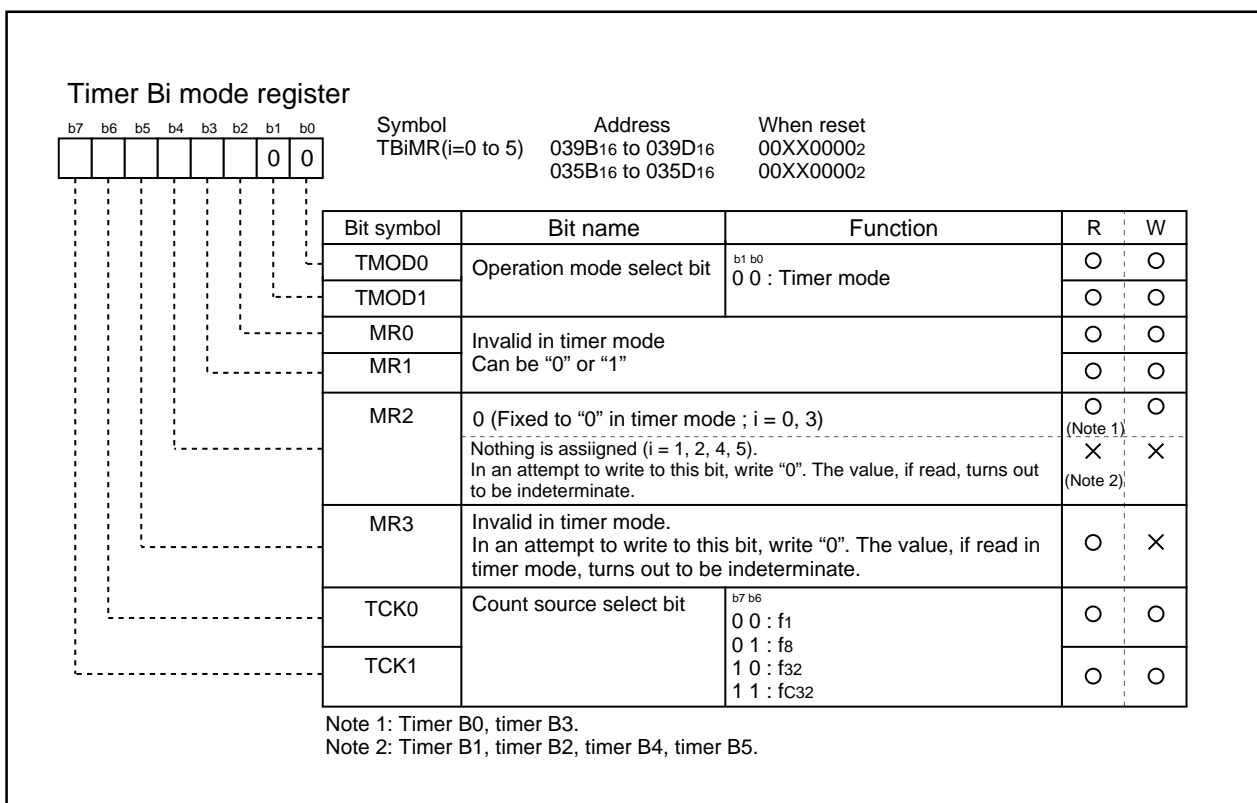 Timer Bi mode register
b7 b6 b5 b4 b3 b2 b1 b0
0 0
Symbol Address When reset
TBiMR(i=0 to 5) 039B16 to 039D16 00XX00002
035B16 to 035D16 00XX00002
Bit symbol Bit name Function R W
TMOD0 Operation mode select bit
b1 b0
0 0 : Timer mode
TMOD1
MR0 Invalid in timer mode
MR1 Can be “0” or “1”
MR2 0 (Fixed to “0” in timer mode ; i = 0, 3)
(Note 1)
Nothing is assiigned (i = 1, 2, 4, 5).
In an attempt to write to this bit, write “0”. The value, if read, turns out
to be indeterminate.
(Note 2)
MR3 Invalid in timer mode.
In an attempt to write to this bit, write “0”. The value, if read in
timer mode, turns out to be indeterminate.
TCK0 Count source select bit
b7 b6
0 0 : f1
0 1 : f8
TCK1
1 0 : f32
1 1 : fC32
Note 1: Timer B0, timer B3.
Note 2: Timer B1, timer B2, timer B4, timer B5.